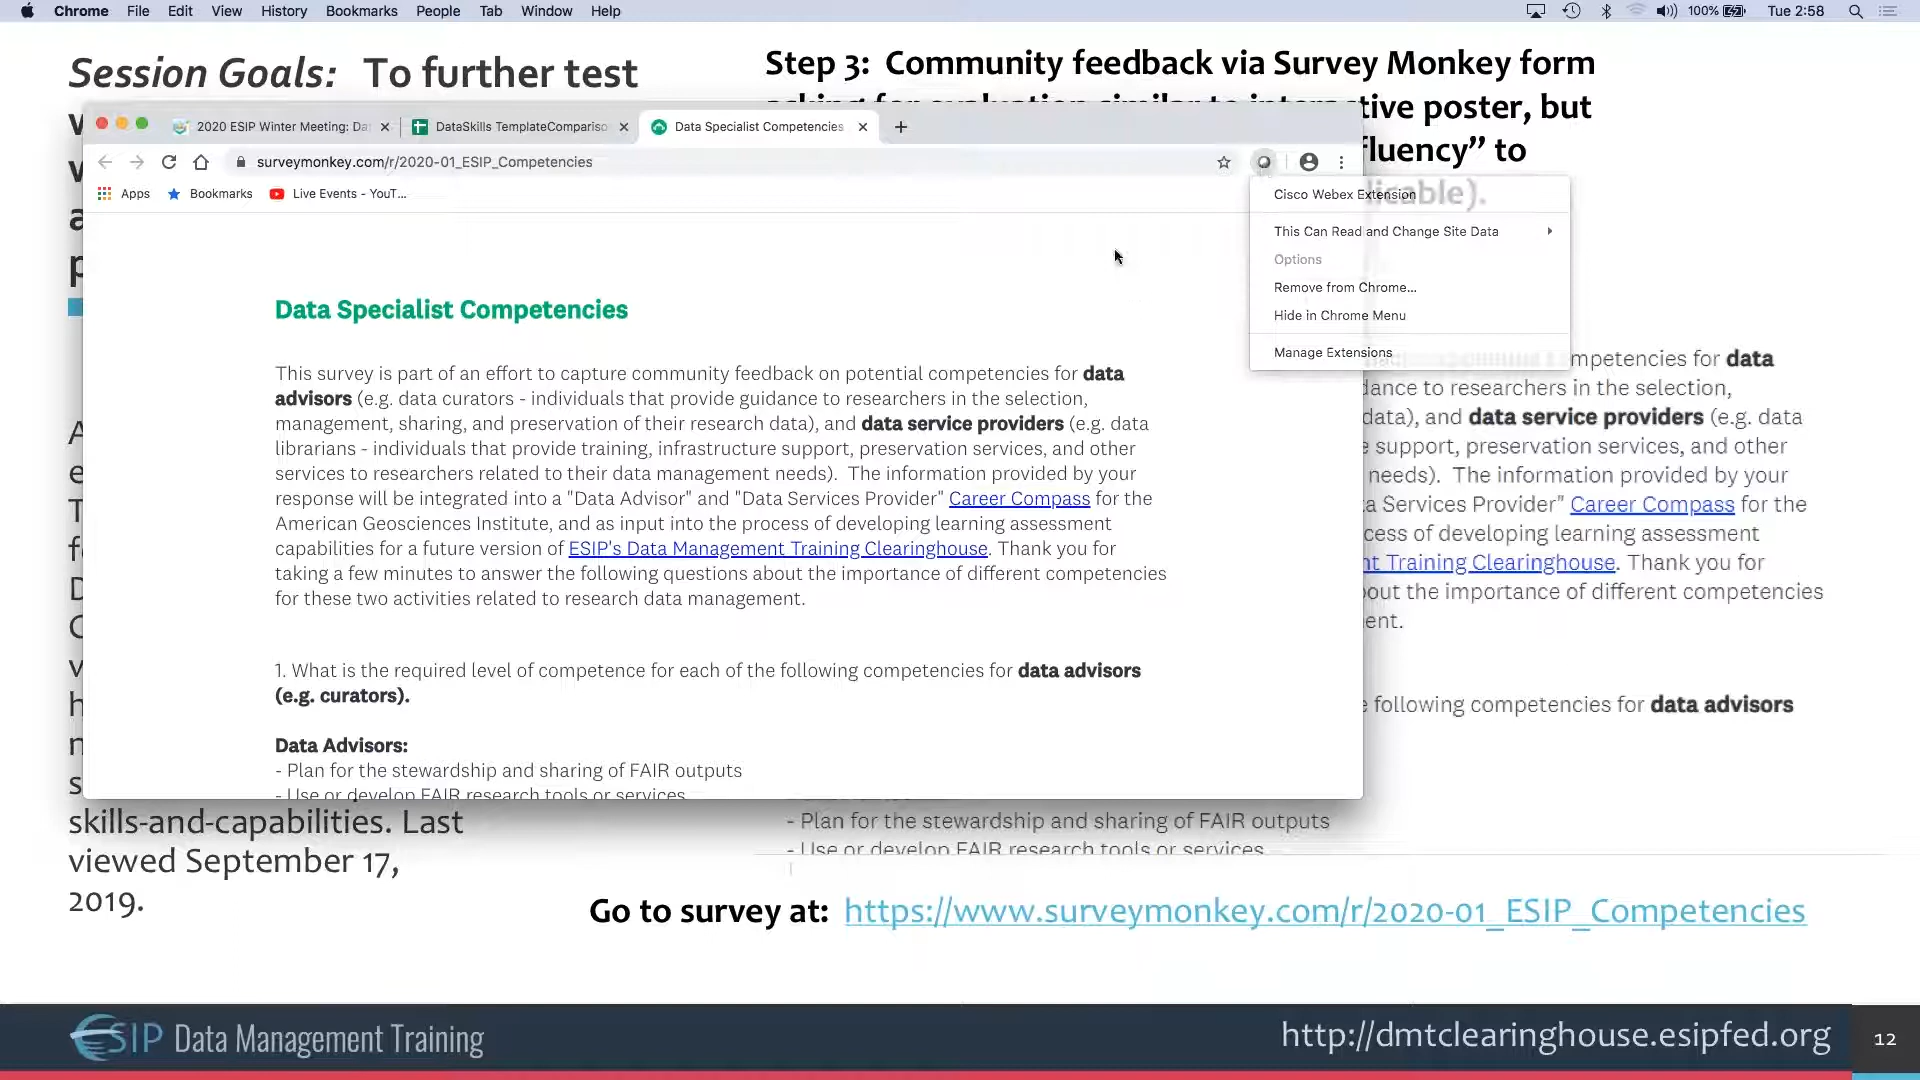 Chrome File Edit View History Bookmarks People Tab Window Help 100% Tue 2:58
Session Goals: To further test
Step 3: Community feedback via Survey Monkey form
tive poster, but
fluency" to
licable).
2020 ESIP Winter Meeting: Da
DataSkills TemplateCompariso
Data Specialist Competencies
surveymonkey.com/r/2020-01_ESIP_Competencies
Apps Bookmarks Live Events - YouT...
Cisco Webex Extension
This Can Read and Change Site Data
Options
Remove from Chrome...
Hide in Chrome Menu
Manage Extensions
Data Specialist Competencies
This survey is part of an effort to capture community feedback on potential competencies for data
advisors (e.g. data curators - individuals that provide guidance to researchers in the selection,
management, sharing, and preservation of their research data), and data service providers (e.g. data
librarians - individuals that provide training, infrastructure support, preservation services, and other
services to researchers related to their data management needs). The information provided by your
response will be integrated into a "Data Advisor" and "Data Services Provider" Career Compass for the
American Geosciences Institute, and as input into the process of developing learning assessment
capabilities for a future version of ESIP's Data Management Training Clearinghouse. Thank you for
taking a few minutes to answer the following questions about the importance of different competencies
for these two activities related to research data management.
1. What is the required level of competence for each of the following competencies for data advisors
(e.g. curators).
Data Advisors:
- Plan for the stewardship and sharing of FAIR outputs
- Use or develop FAIR research tools or services
mpetencies for data
dance to researchers in the selection,
data), and data service providers (e.g. data
e support, preservation services, and other
needs). The information provided by your
a Services Provider" Career Compass for the
cess of developing learning assessment
nt Training Clearinghouse. Thank you for
bout the importance of different competencies
ent.
e following competencies for data advisors
- Plan for the stewardship and sharing of FAIR outputs
- Use or develop FAIR research tools or services
skills-and-capabilities. Last
viewed September 17,
2019.
Go to survey at: https://www.surveymonkey.com/r/2020-01_ESIP_Competencies
ESIP Data Management Training
http://dmtclearinghouse.esipfed.org
12